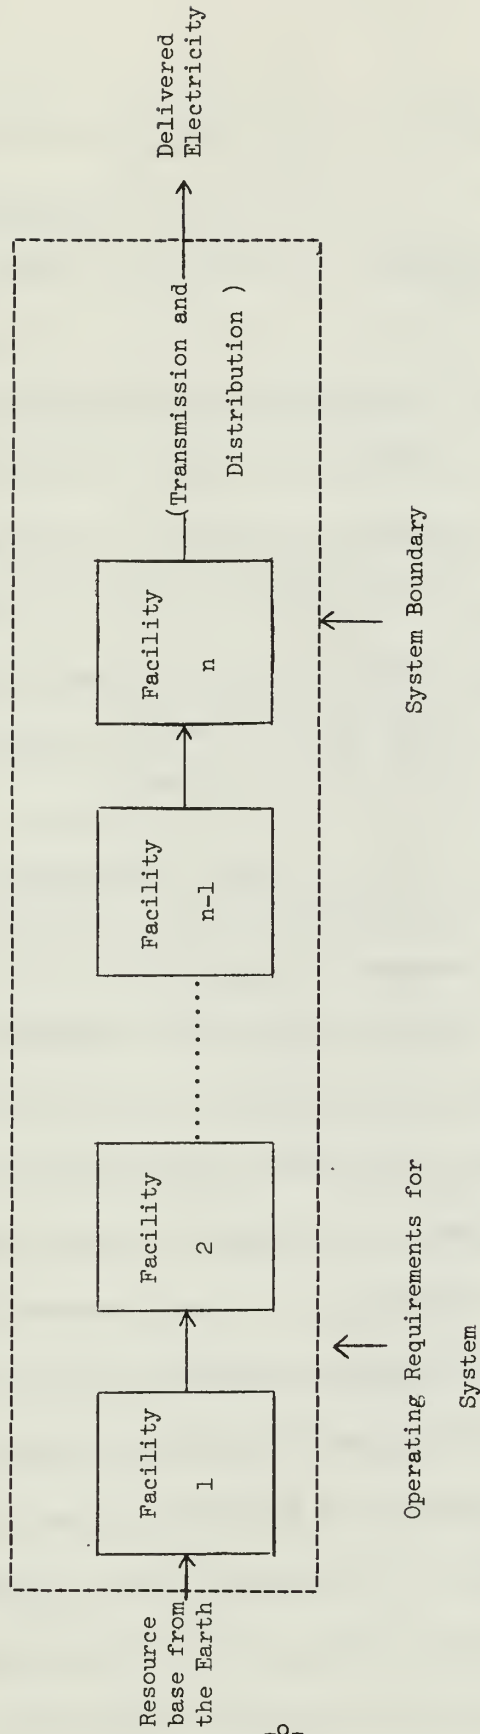 Resource
base from
the Earth
Facility
1
Facility
2
........
Facility
n-1
Facility
n
(Transmission and
Distribution )
Delivered
Electricity
Operating Requirements for
System
System Boundary